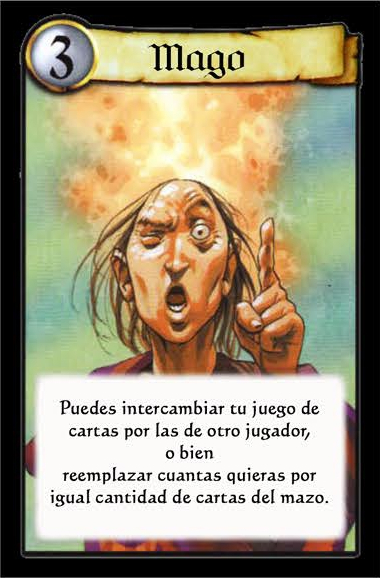 3
Mago
Puedes intercambiar tu juego de
cartas por las de otro jugador,
o bien
reemplazar cuantas quieras por
igual cantidad de cartas del mazo.